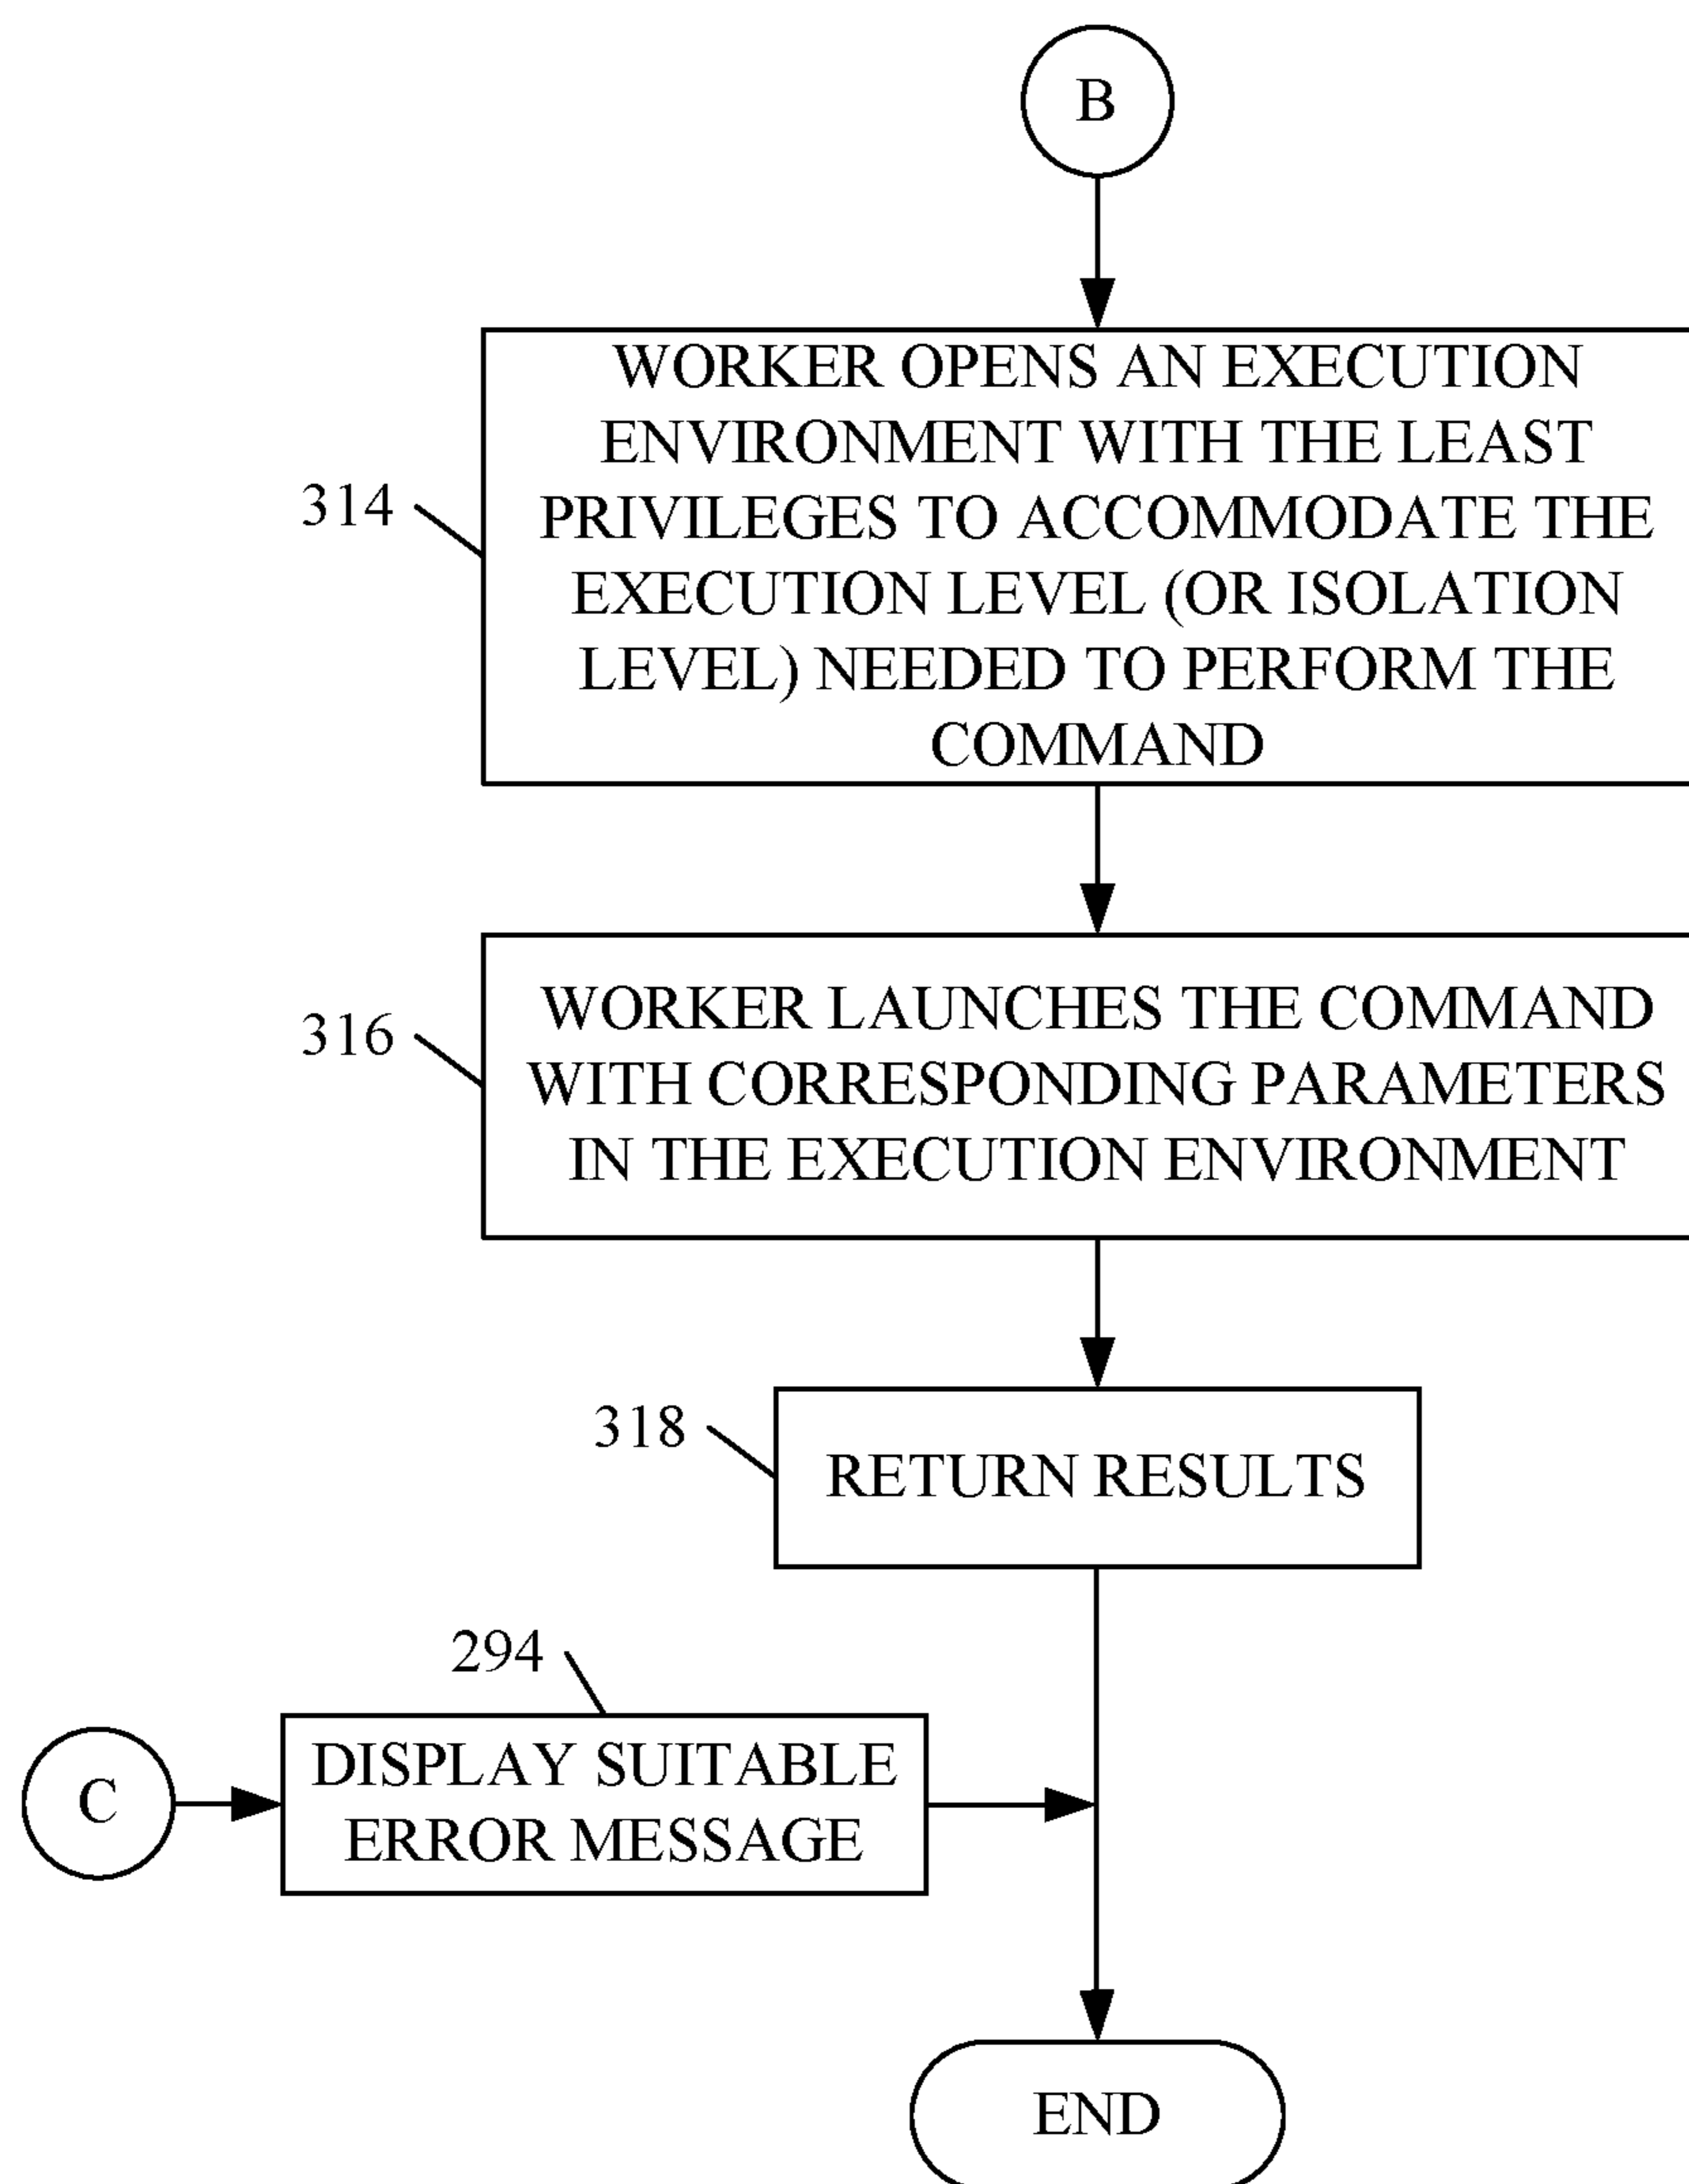 B
WORKER OPENS AN EXECUTION
ENVIRONMENT WITH THE LEAST
314
PRIVILEGES TO ACCOMMODATE THE
EXECUTION LEVEL (OR ISOLATION
LEVEL) NEEDED TO PERFORM THE
COMMAND
316
WORKER LAUNCHES THE COMMAND
WITH CORRESPONDING PARAMETERS
IN THE EXECUTION ENVIRONMENT
318
RETURN RESULTS
294
C
DISPLAY SUITABLE
ERROR MESSAGE
END